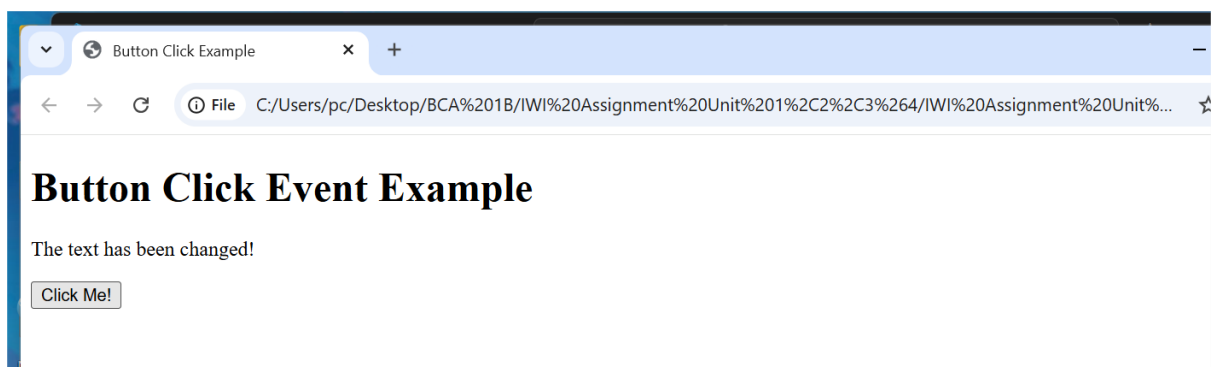 Button Click Example
File C:/Users/pc/Desktop/BCA%201B/IWI%20Assignment%20Unit%201%2C2%2C3%264/IWI%20Assignment%20Unit%...
Button Click Event Example
The text has been changed!
Click Me!